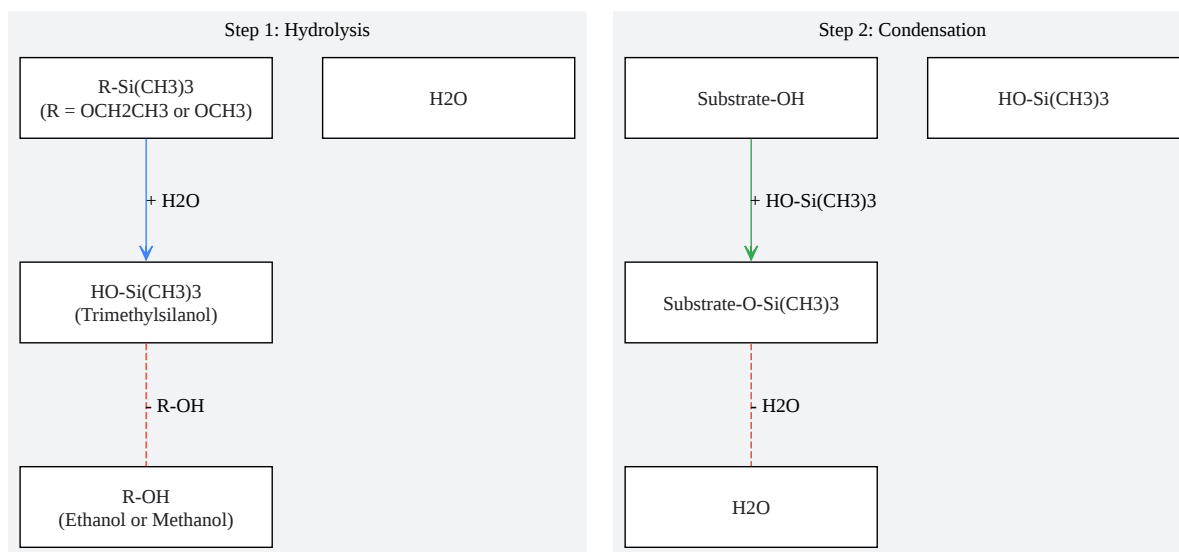 Step 1: Hydrolysis
R-Si(CH3)3
(R = OCH2CH3 or OCH3)
H2O
+ H2O
HO-Si(CH3)3
(Trimethylsilanol)
- R-OH
R-OH
(Ethanol or Methanol)
Step 2: Condensation
Substrate-OH
HO-Si(CH3)3
+ HO-Si(CH3)3
Substrate-O-Si(CH3)3
- H2O
H2O